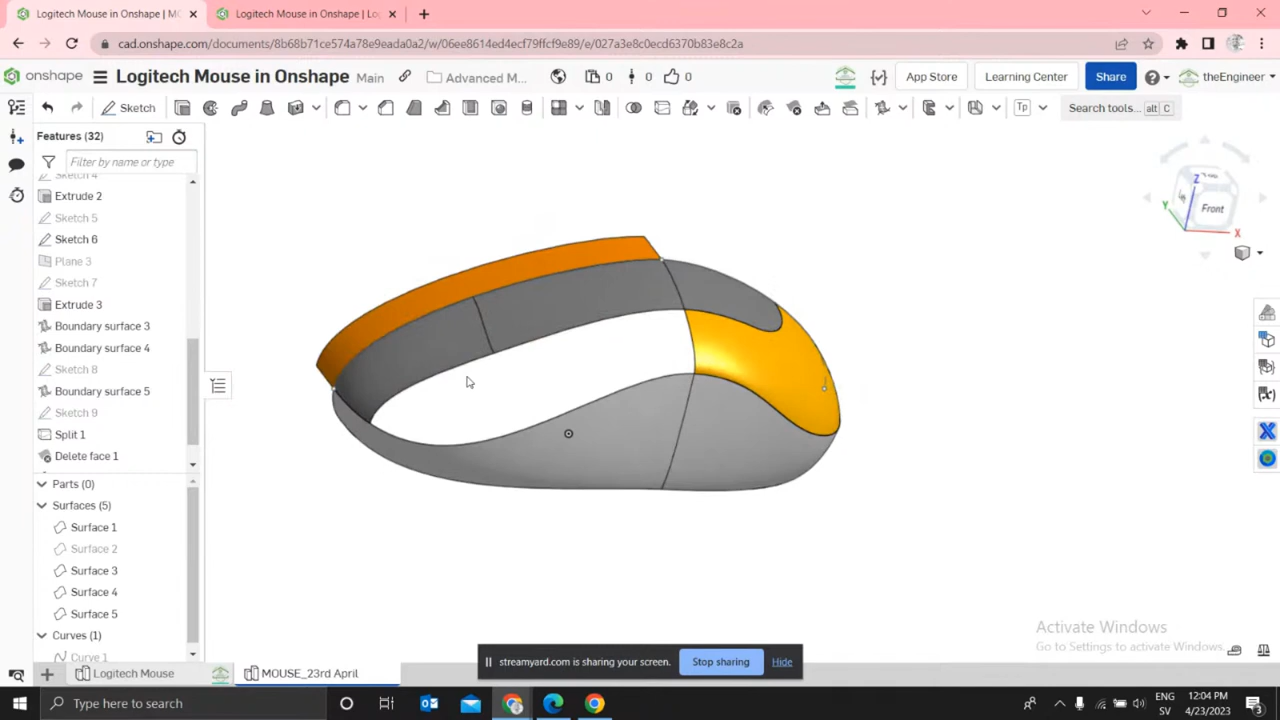 Logitech Mouse in Onshape | MO
Logitech Mouse in Onshape | Log
cad.onshape.com/documents/8b68b71ce574a78e9eada0a2/w/06ee8614ed4ecf79ffcf9e89/e/027a3e8c0ecd6370b83e8c2a
onshape Logitech Mouse in Onshape Main Advanced M... 0 0 0 App Store Learning Center Share theEngineer
Sketch Tp Search tools... alt C
Features (32)
Filter by name or type
Sketch 4
Extrude 2
Sketch 5
Sketch 6
Plane 3
Sketch 7
Extrude 3
Boundary surface 3
Boundary surface 4
Sketch 8
Boundary surface 5
Sketch 9
Split 1
Delete face 1
Parts (0)
Surfaces (5)
Surface 1
Surface 2
Surface 3
Surface 4
Surface 5
Curves (1)
Curve 1
Z
Y
Front
X
Activate Windows
Go to Settings to activate Windows.
streamyard.com is sharing your screen. Stop sharing Hide
Logitech Mouse MOUSE_23rd April
Type here to search
ENG
SV
12:04 PM
4/23/2023
3